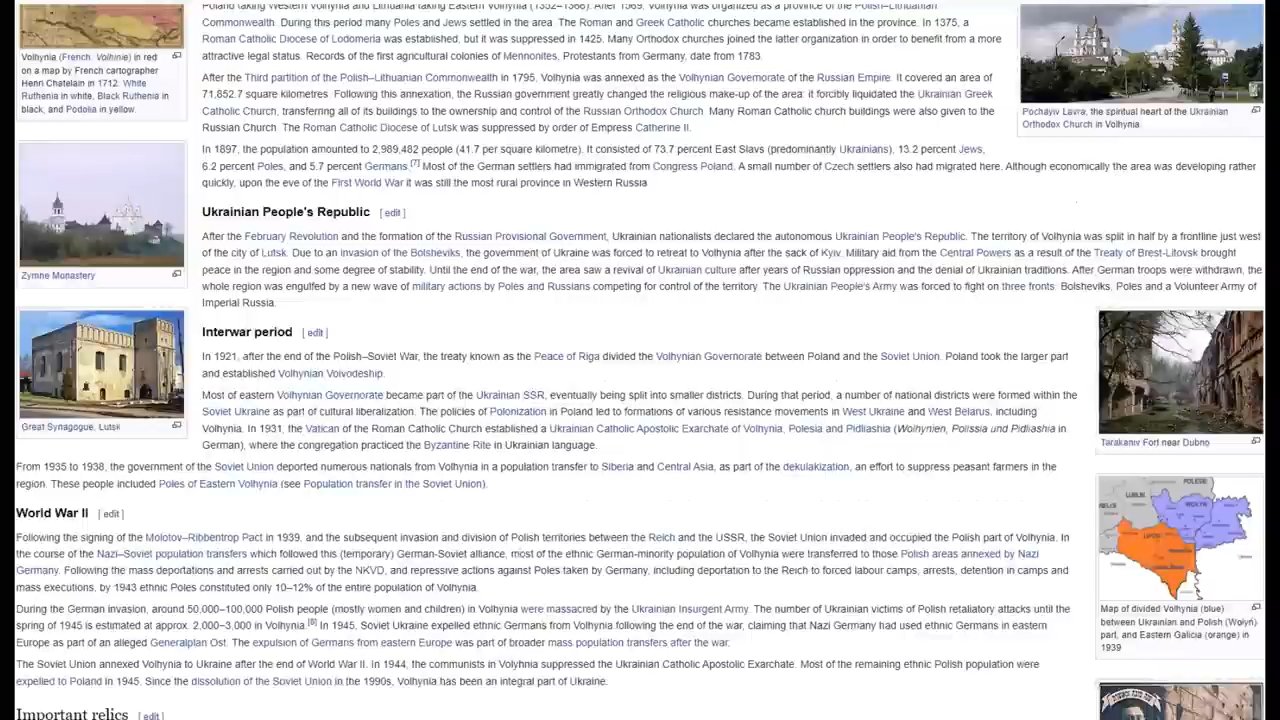 Poland taking Western Volhynia and Lithuania taking Eastern Volhynia (1352–1366). After 1569, Volhynia was organized as a province of the Polish–Lithuanian
Commonwealth. During this period many Poles and Jews settled in the area. The Roman and Greek Catholic churches became established in the province. In 1375, a
Roman Catholic Diocese of Lodomeria was established, but it was suppressed in 1425. Many Orthodox churches joined the latter organization in order to benefit from a more
attractive legal status. Records of the first agricultural colonies of Mennonites, Protestants from Germany, date from 1783.
After the Third partition of the Polish–Lithuanian Commonwealth in 1795, Volhynia was annexed as the Volhynian Governorate of the Russian Empire. It covered an area of
71,852.7 square kilometres. Following this annexation, the Russian government greatly changed the religious make-up of the area: it forcibly liquidated the Ukrainian Greek
Catholic Church, transferring all of its buildings to the ownership and control of the Russian Orthodox Church. Many Roman Catholic church buildings were also given to the
Russian Church. The Roman Catholic Diocese of Lutsk was suppressed by order of Empress Catherine II.
In 1897, the population amounted to 2,989,482 people (41.7 per square kilometre). It consisted of 73.7 percent East Slavs (predominantly Ukrainians), 13.2 percent Jews,
6.2 percent Poles, and 5.7 percent Germans.[7] Most of the German settlers had immigrated from Congress Poland. A small number of Czech settlers also had migrated here. Although economically the area was developing rather
quickly, upon the eve of the First World War it was still the most rural province in Western Russia
Volhynia (French. Volhinie) in red
on a map by French cartographer
Henri Chatelain in 1712. White
Ruthenia in white, Black Ruthenia in
black, and Podolia in yellow.
Pochayiv Lavra, the spiritual heart of the Ukrainian
Orthodox Church in Volhynia.
Zymne Monastery
Ukrainian People's Republic [ edit ]
After the February Revolution and the formation of the Russian Provisional Government, Ukrainian nationalists declared the autonomous Ukrainian People's Republic. The territory of Volhynia was split in half by a frontline just west
of the city of Lutsk. Due to an invasion of the Bolsheviks, the government of Ukraine was forced to retreat to Volhynia after the sack of Kyiv. Military aid from the Central Powers as a result of the Treaty of Brest-Litovsk brought
peace in the region and some degree of stability. Until the end of the war, the area saw a revival of Ukrainian culture after years of Russian oppression and the denial of Ukrainian traditions. After German troops were withdrawn, the
whole region was engulfed by a new wave of military actions by Poles and Russians competing for control of the territory. The Ukrainian People's Army was forced to fight on three fronts: Bolsheviks, Poles and a Volunteer Army of
Imperial Russia.
Interwar period [ edit ]
In 1921, after the end of the Polish–Soviet War, the treaty known as the Peace of Riga divided the Volhynian Governorate between Poland and the Soviet Union. Poland took the larger part
and established Volhynian Voivodeship.
Most of eastern Volhynian Governorate became part of the Ukrainian SSR, eventually being split into smaller districts. During that period, a number of national districts were formed within the
Soviet Ukraine as part of cultural liberalization. The policies of Polonization in Poland led to formations of various resistance movements in West Ukraine and West Belarus, including
Volhynia. In 1931, the Vatican of the Roman Catholic Church established a Ukrainian Catholic Apostolic Exarchate of Volhynia, Polesia and Pidliashia (Wolhynien, Polissia und Pidliashia in
German), where the congregation practiced the Byzantine Rite in Ukrainian language.
Great Synagogue, Lutsk
Tarakaniv Fort near Dubno
From 1935 to 1938, the government of the Soviet Union deported numerous nationals from Volhynia in a population transfer to Siberia and Central Asia, as part of the dekulakization, an effort to suppress peasant farmers in the
region. These people included Poles of Eastern Volhynia (see Population transfer in the Soviet Union).
World War II [ edit ]
Following the signing of the Molotov–Ribbentrop Pact in 1939, and the subsequent invasion and division of Polish territories between the Reich and the USSR, the Soviet Union invaded and occupied the Polish part of Volhynia. In
the course of the Nazi–Soviet population transfers which followed this (temporary) German-Soviet alliance, most of the ethnic German-minority population of Volhynia were transferred to those Polish areas annexed by Nazi
Germany. Following the mass deportations and arrests carried out by the NKVD, and repressive actions against Poles taken by Germany, including deportation to the Reich to forced labour camps, arrests, detention in camps and
mass executions, by 1943 ethnic Poles constituted only 10–12% of the entire population of Volhynia.
During the German invasion, around 50,000–100,000 Polish people (mostly women and children) in Volhynia were massacred by the Ukrainian Insurgent Army. The number of Ukrainian victims of Polish retaliatory attacks until the
spring of 1945 is estimated at approx. 2,000–3,000 in Volhynia.[8] In 1945, Soviet Ukraine expelled ethnic Germans from Volhynia following the end of the war, claiming that Nazi Germany had used ethnic Germans in eastern
Europe as part of an alleged Generalplan Ost. The expulsion of Germans from eastern Europe was part of broader mass population transfers after the war.
The Soviet Union annexed Volhynia to Ukraine after the end of World War II. In 1944, the communists in Volyhnia suppressed the Ukrainian Catholic Apostolic Exarchate. Most of the remaining ethnic Polish population were
expelled to Poland in 1945. Since the dissolution of the Soviet Union in the 1990s, Volhynia has been an integral part of Ukraine.
LUBLIN
POLESIE
WOŁYŃ
LWÓW
Map of divided Volhynia (blue)
between Ukrainian and Polish (Wołyń)
part, and Eastern Galicia (orange) in
1939
Important relics [ edit ]